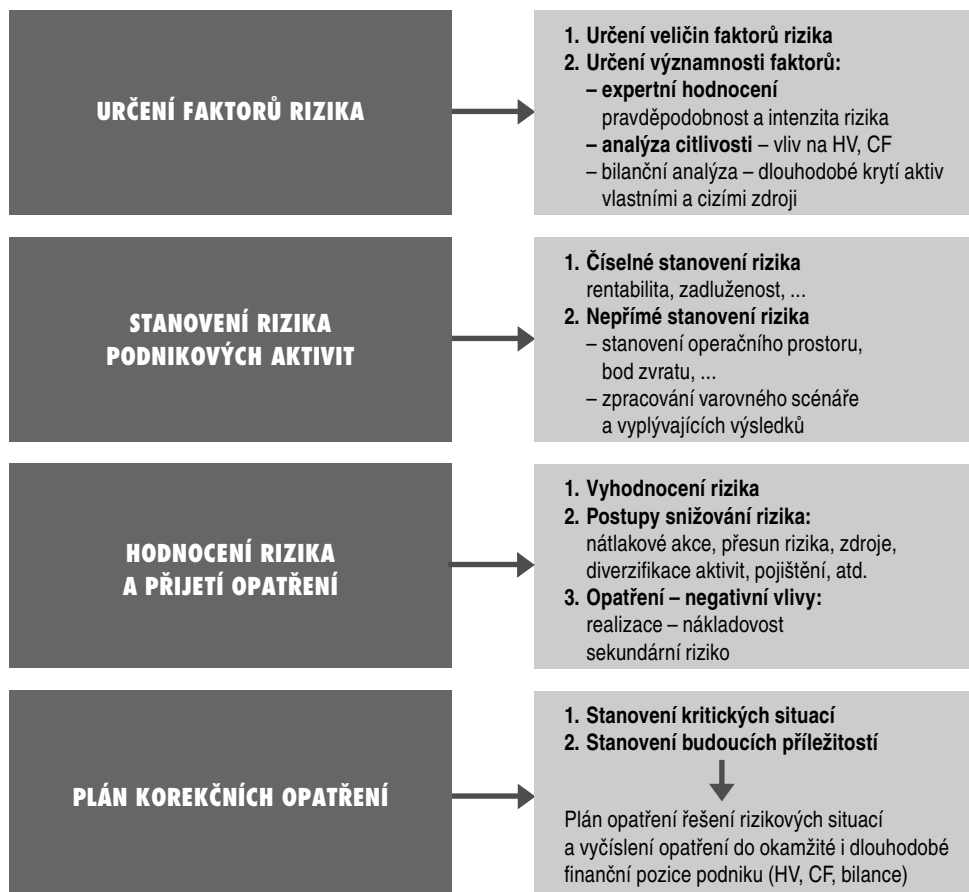 URČENÍ FAKTORŮ RIZIKA
1. Určení veličin faktorů rizika
2. Určení významnosti faktorů:
– expertní hodnocení
pravděpodobnost a intenzita rizika
– analýza citlivosti – vliv na HV, CF
– bilanční analýza – dlouhodobé krytí aktiv
vlastními a cizími zdroji
STANOVENÍ RIZIKA
PODNIKOVÝCH AKTIVIT
1. Číselné stanovení rizika
rentabilita, zadluženost, ...
2. Nepřímé stanovení rizika
– stanovení operačního prostoru,
bod zvratu, ...
– zpracování varovného scénáře
a vyplývajících výsledků
HODNOCENÍ RIZIKA
A PŘIJETÍ OPATŘENÍ
1. Vyhodnocení rizika
2. Postupy snižování rizika:
nátlakové akce, přesun rizika, zdroje,
diverzifikace aktivit, pojištění, atd.
3. Opatření – negativní vlivy:
realizace – nákladovost
sekundární riziko
PLÁN KOREKČNÍCH OPATŘENÍ
1. Stanovení kritických situací
2. Stanovení budoucích příležitostí
Plán opatření řešení rizikových situací
a vyčíslení opatření do okamžité i dlouhodobé
finanční pozice podniku (HV, CF, bilance)